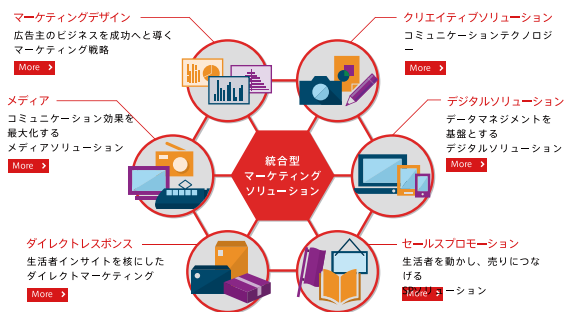 マーケティングデザイン
広告主のビジネスを成功へと導く
マーケティング戦略
More
クリエイティブソリューション
コミュニケーションテクノロジ
ー
More
メディア
コミュニケーション効果を
最大化する
メディアソリューション
More
デジタルソリューション
データマネジメントを
基盤とする
デジタルソリューション
More
統合型
マーケティング
ソリューション
ダイレクトレスポンス
生活者インサイトを核にした
ダイレクトマーケティング
More
セールスプロモーション
生活者を動かし、売りにつな
げる
SPソリューション
More